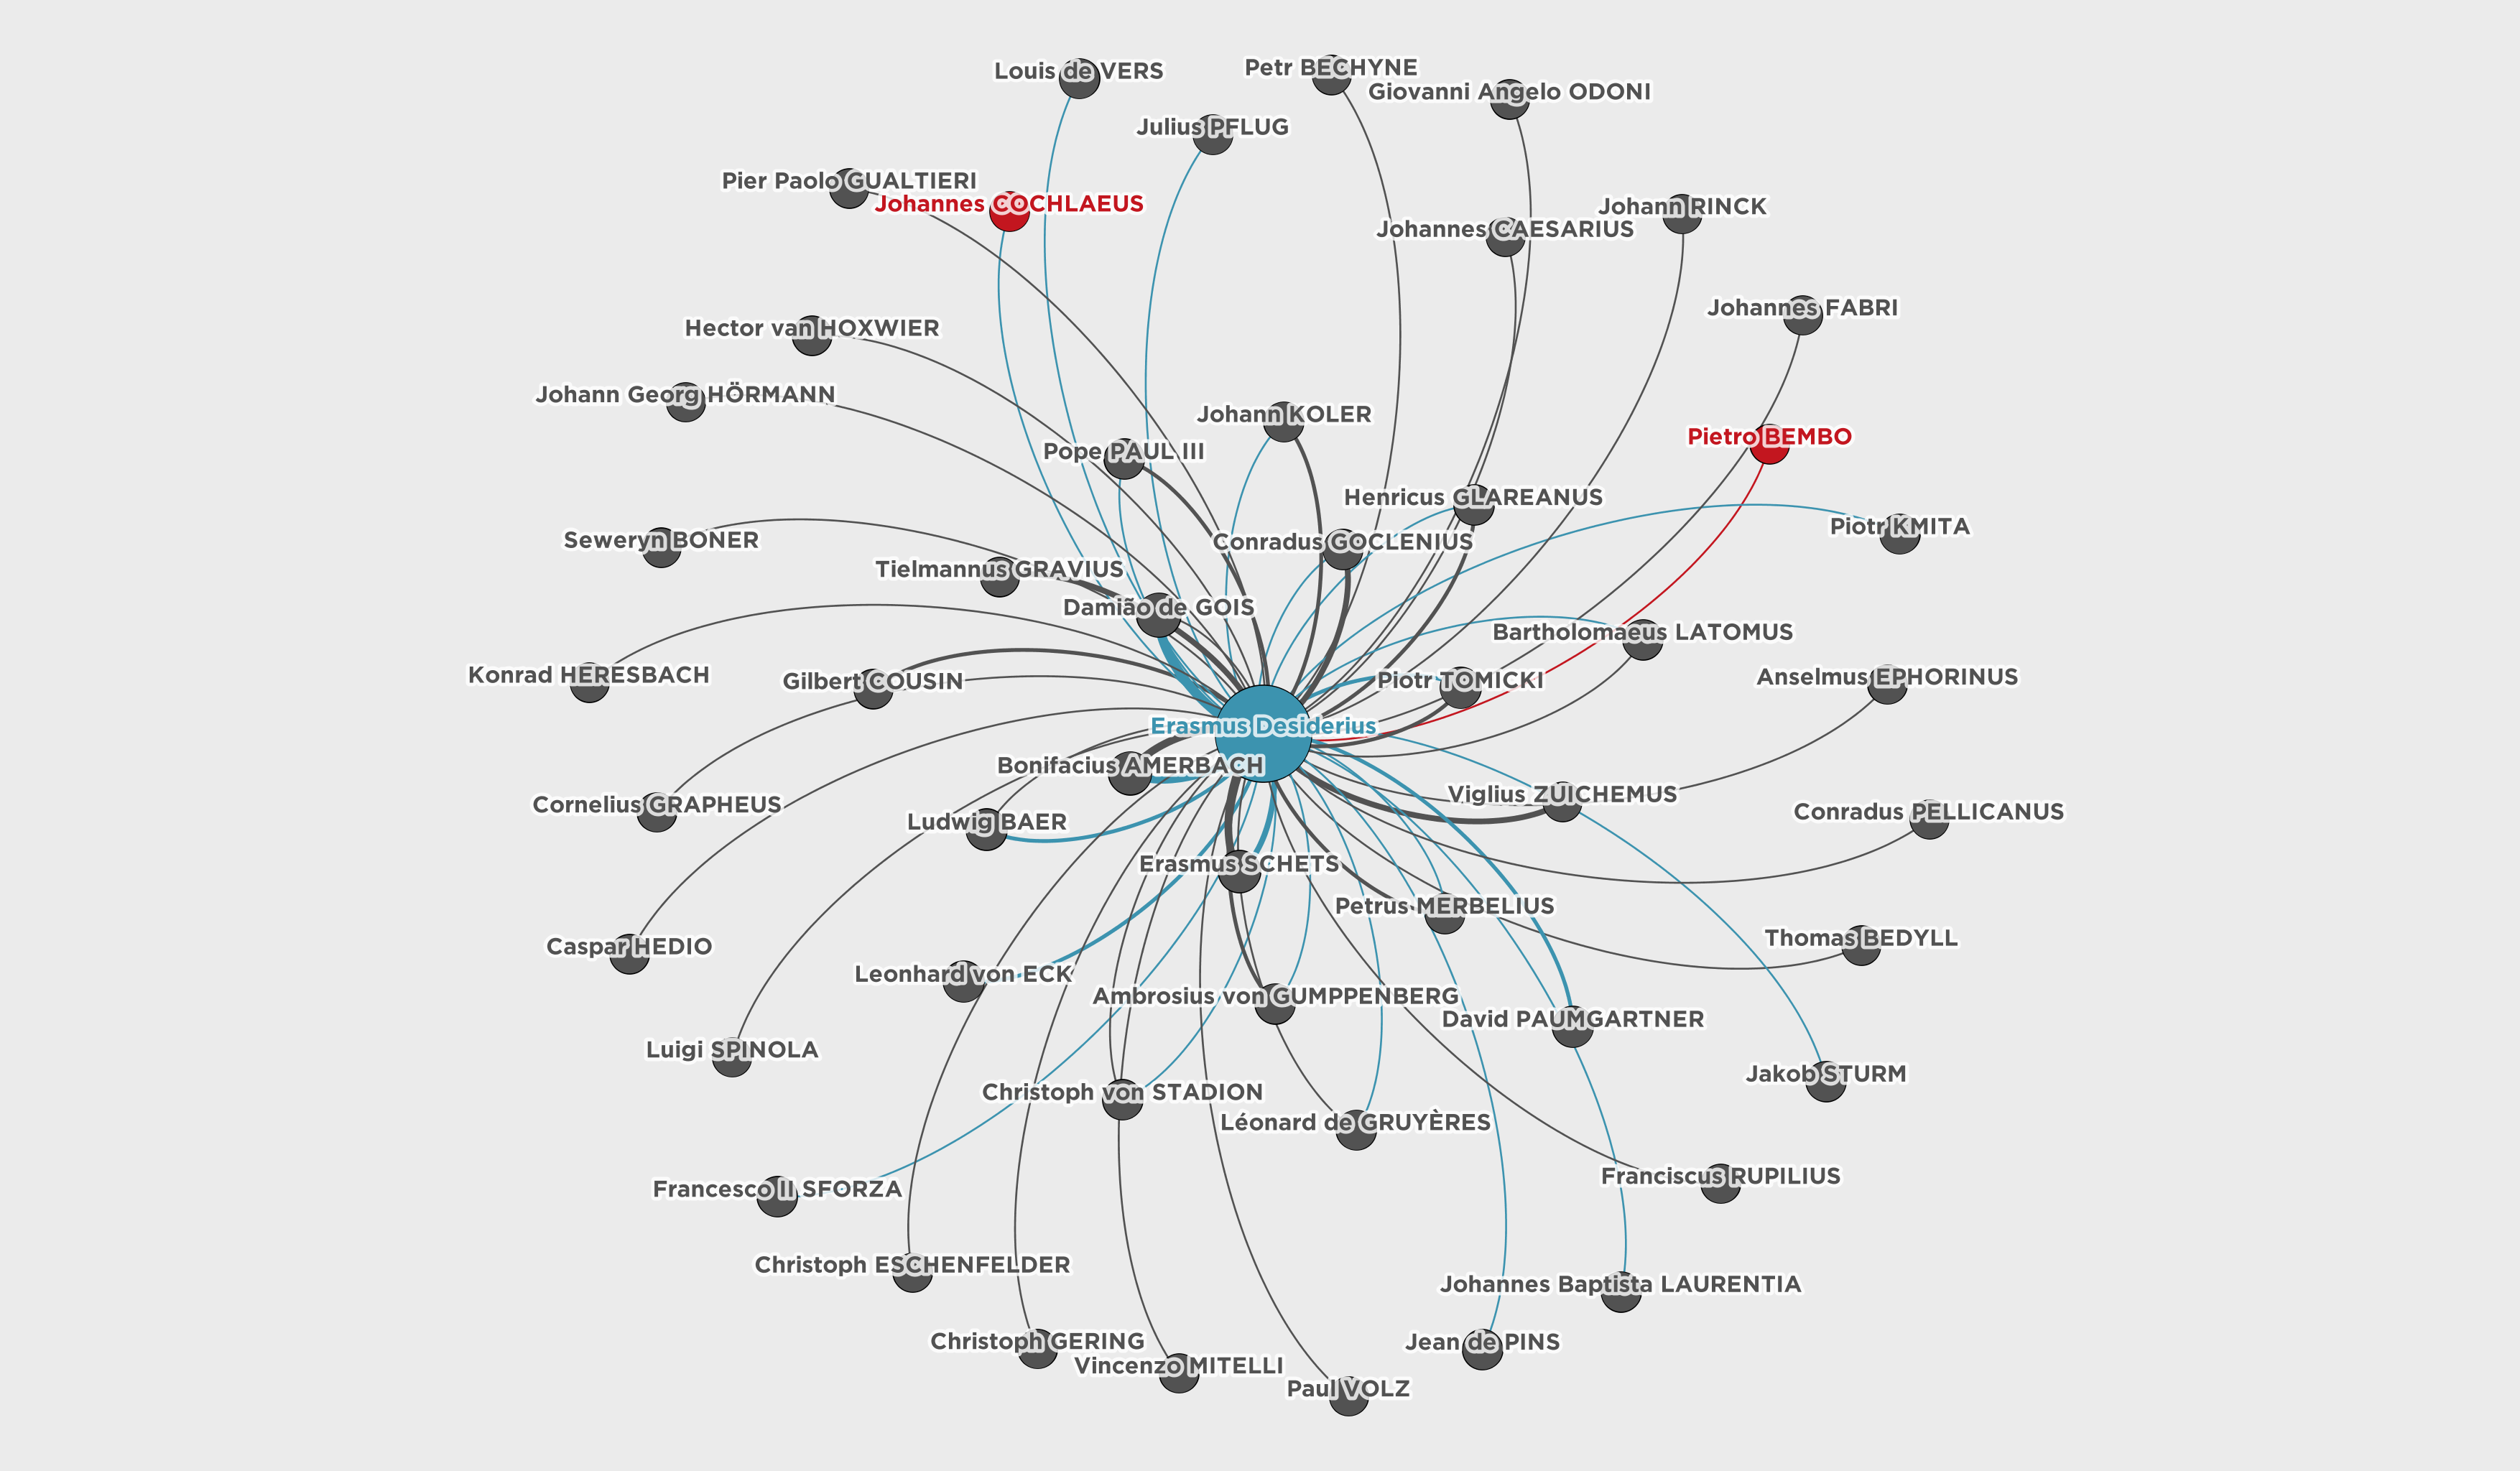 Petr BECHYNE
Louis de VERS
Giovanni Angelo ODONI
Julius PFLUG
Pier Paolo GUALTIERI
Johannes COCHLAEUS
Johann RINCK
Johannes CAESARIUS
Johannes FABRI
Hector van HOXWIER
Johann Georg HÖRMANN
Johann KOLER
Pietro BEMBO
Pope PAUL III
Henricus GLAREANUS
Piotr KMITA
Seweryn BONER
Conradus GOCLENIUS
Tielmannus GRAVIUS
Damião de GOIS
Bartholomaeus LATOMUS
Konrad HERESBACH
Gilbert COUSIN
Piotr TOMICKI
Anselmus EPHORINUS
Erasmus Desiderius
Bonifacius AMERBACH
Viglius ZUICHEMUS
Cornelius GRAPHEUS
Conradus PELLICANUS
Ludwig BAER
Erasmus SCHETS
Petrus MERBELIUS
Caspar HEDIO
Thomas BEDYLL
Leonhard von ECK
Ambrosius von GUMPPENBERG
David PAUMGARTNER
Luigi SPINOLA
Jakob STURM
Christoph von STADION
Léonard de GRUYÈRES
Franciscus RUPILIUS
Francesco II SFORZA
Christoph ESCHENFELDER
Johannes Baptista LAURENTIA
Christoph GERING
Jean de PINS
Vincenzo MITELLI
Paul VOLZ